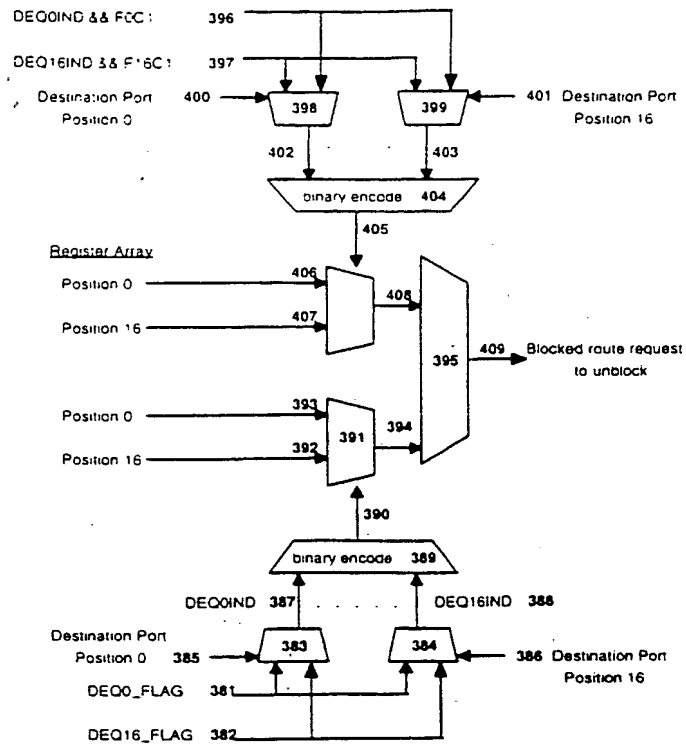 DEQ0IND && F0C1 396
DEQ16IND && F16C1 397
Destination Port 400
Position 0
398
399
401 Destination Port
Position 16
402
403
binary encode 404
405
Register Array
Position 0
406
408
Position 16
407
395
409
Blocked route request
to unblock
Position 0
393
391
394
Position 16
392
390
binary encode 389
DEQ0IND 387
DEQ16IND 388
Destination Port
Position 0 385
383
384
386 Destination Port
Position 16
DEQ0_FLAG 381
DEQ16_FLAG 382